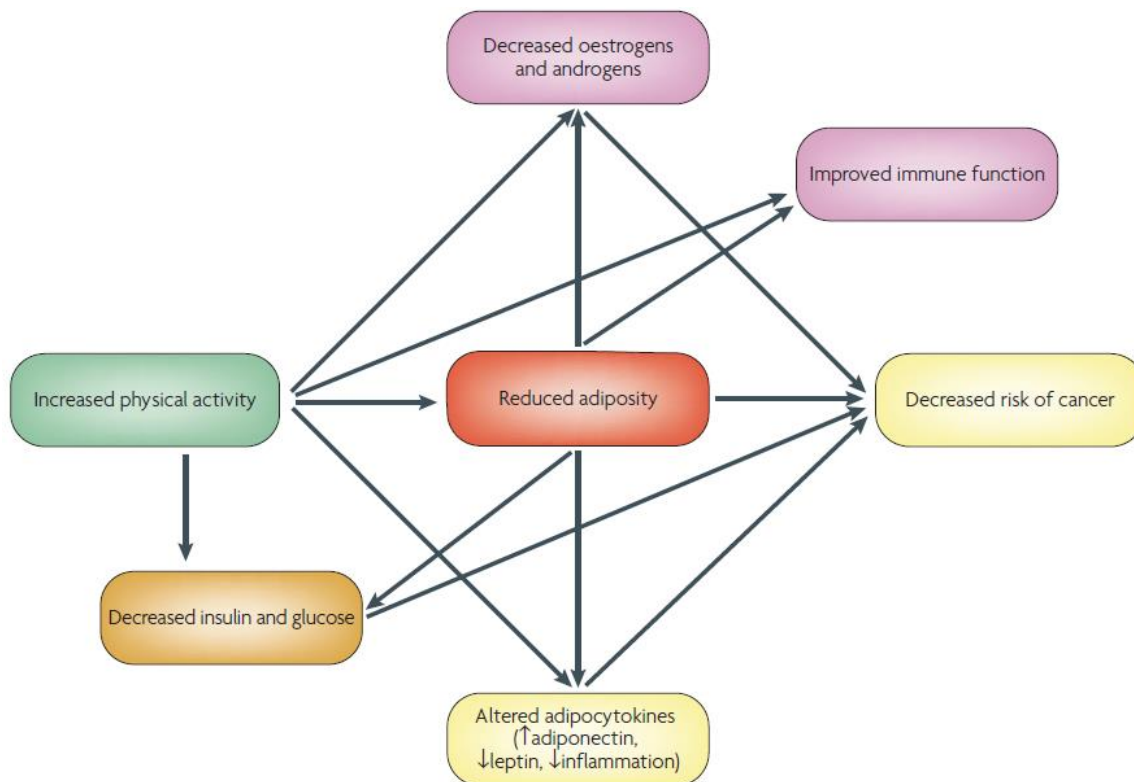 Decreased oestrogens
and androgens
Improved immune function
Increased physical activity
Reduced adiposity
Decreased risk of cancer
Decreased insulin and glucose
Altered adipocytokines
(↑adiponectin,
↓leptin, ↓inflammation)